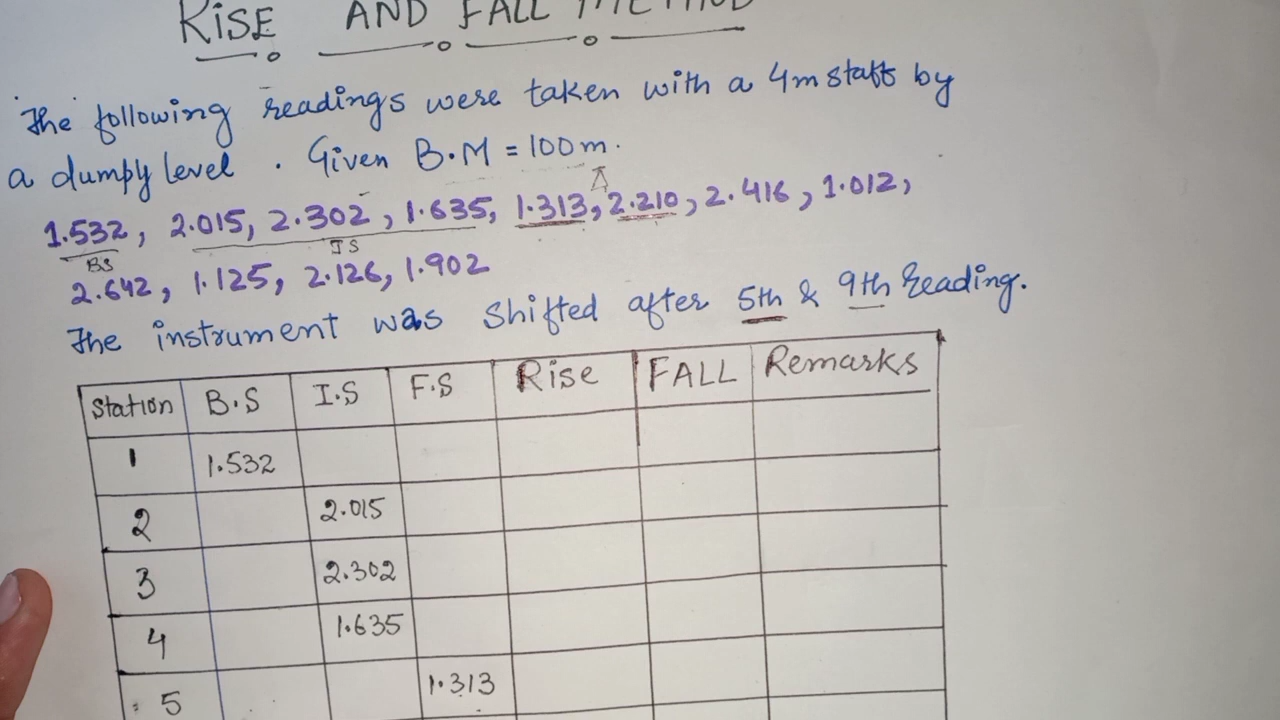 RISE AND FALL METHOD
The following readings were taken with a 4m staff by
a dumpy level . Given B.M = 100m.
1.532, 2.015, 2.302, 1.635, 1.313, 2.210, 2.416, 1.012,
BS IS
2.642, 1.125, 2.126, 1.902
The instrument was shifted after 5th & 9th reading.
Station B.S I.S F.S Rise FALL Remarks
1 1.532
2 2.015
3 2.302
4 1.635
5 1.313